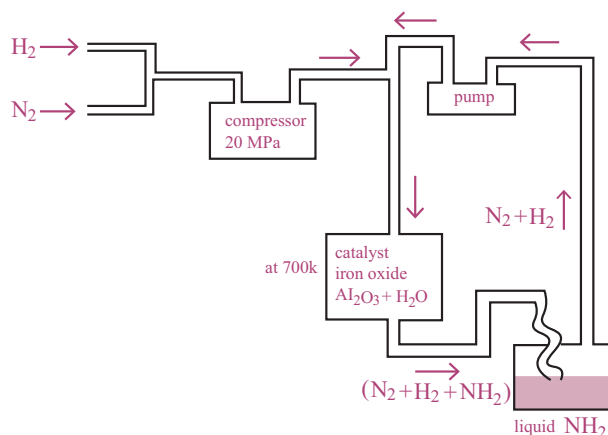 H2
N2
compressor
20 MPa
pump
N2+H2
at 700k
catalyst
iron oxide
Al2O3+H2O
(N2+H2+NH2)
liquid NH2